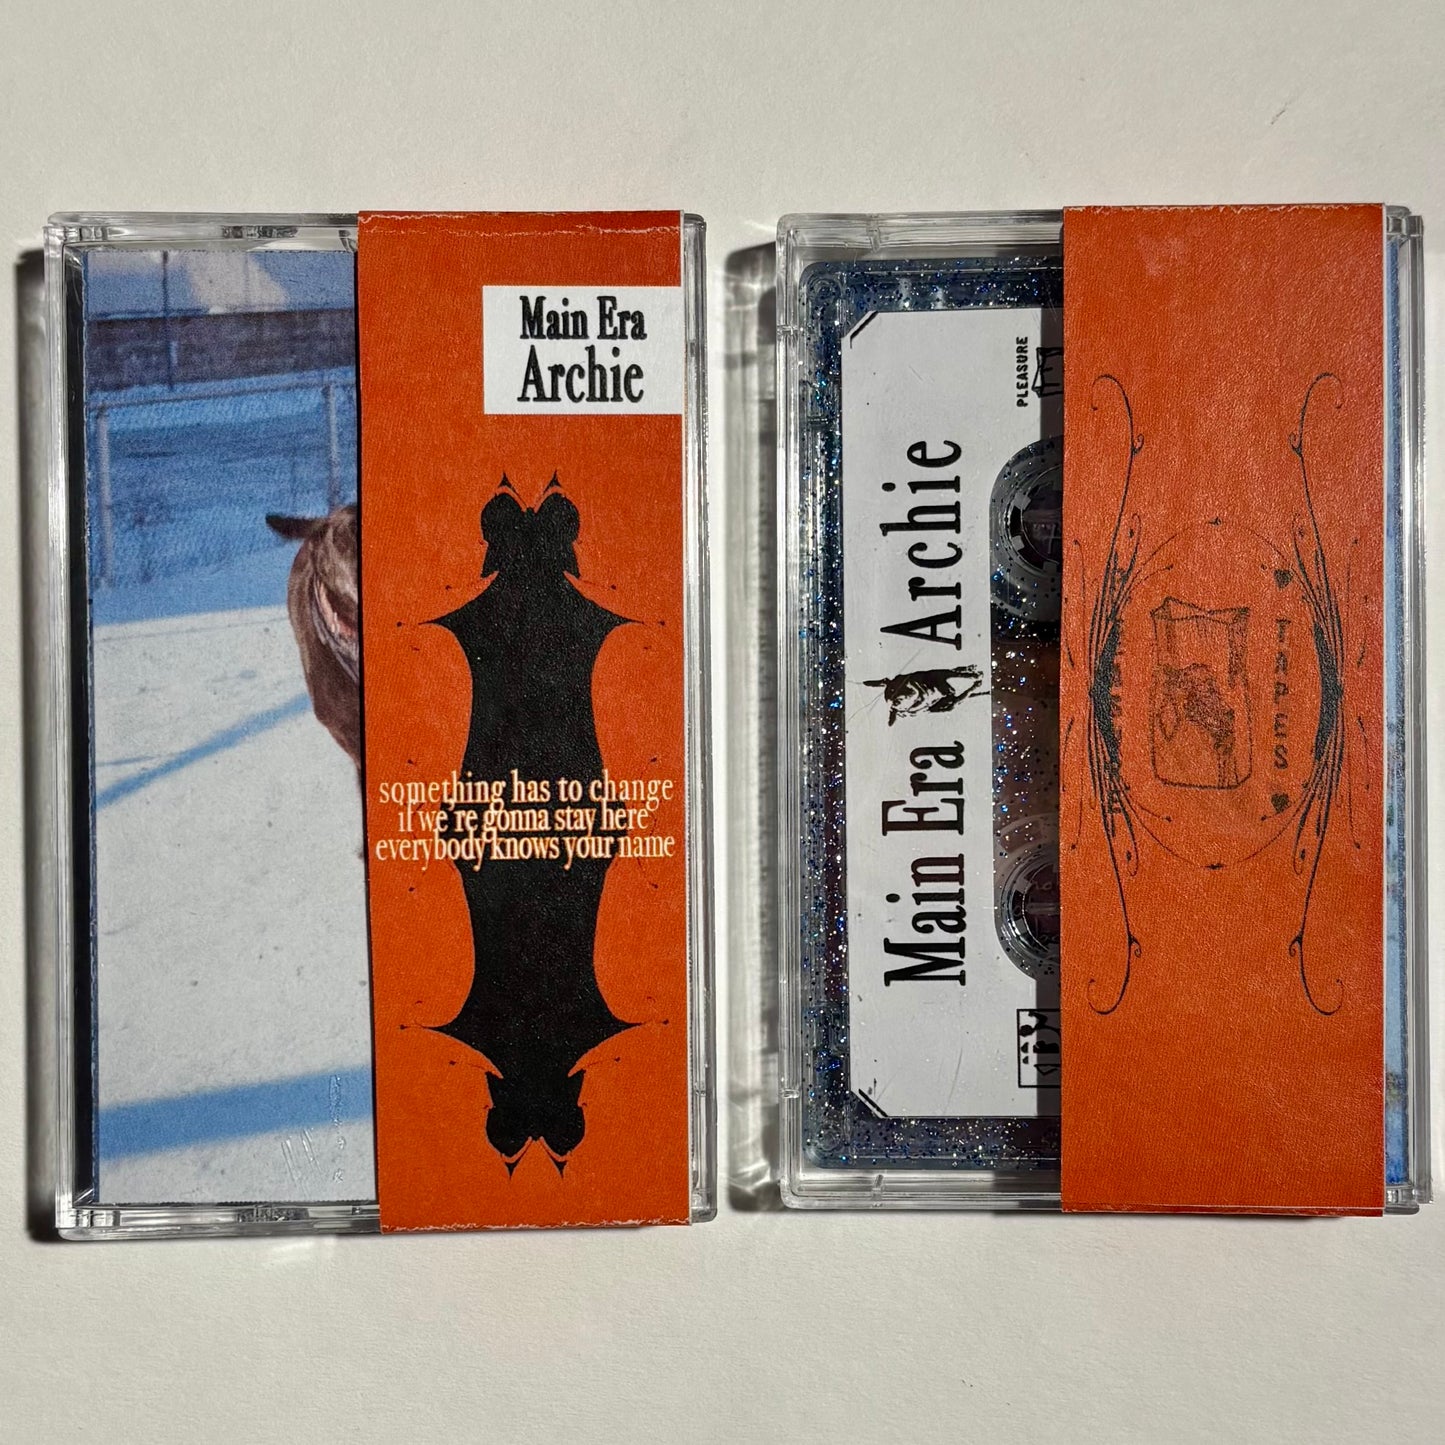 Main Era
Archie
something has to change
if we're gonna stay here
everybody knows your name
Main Era Archie
PLEASURE
TAPES